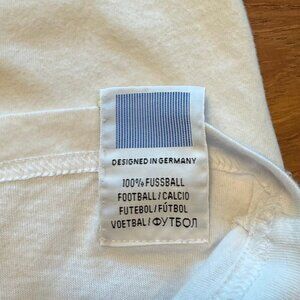 DESIGNED IN GERMANY
100% FUSSBALL
FOOTBALL / CALCIO
FUTEBOL / FÚTBOL
VOETBAL / ФУТБОЛ